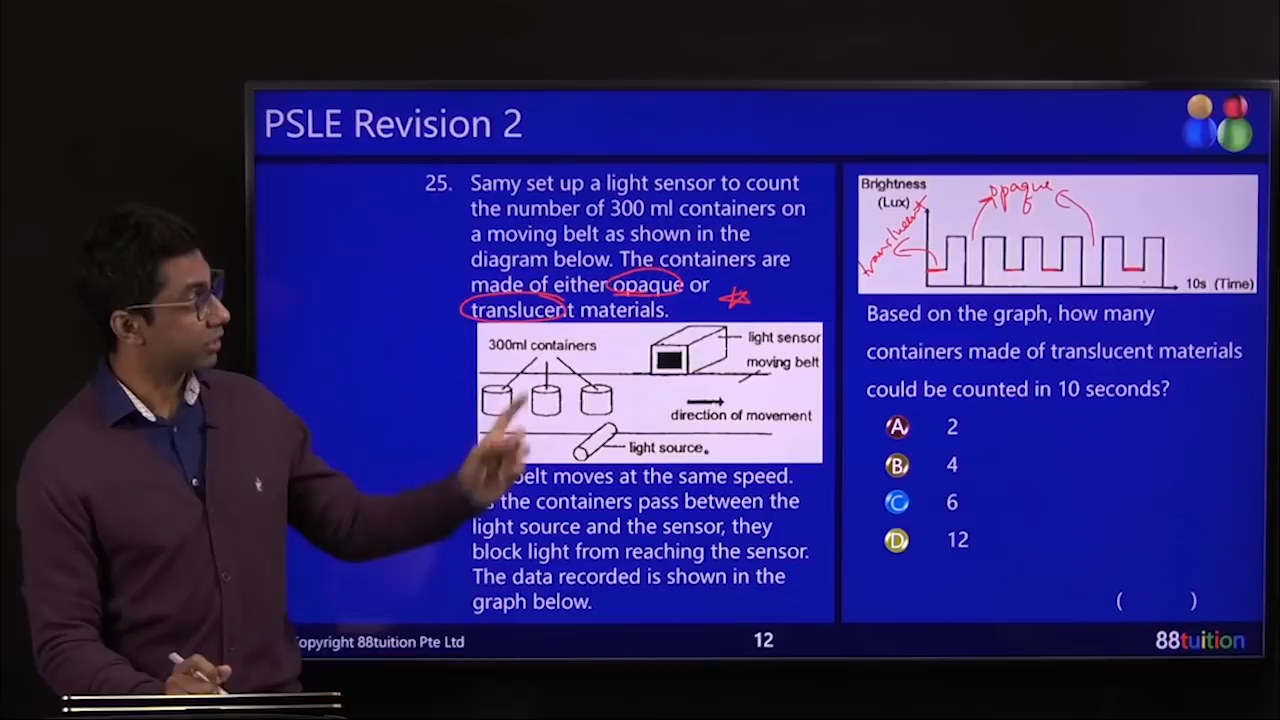 PSLE Revision 2
25. Samy set up a light sensor to count
the number of 300 ml containers on
a moving belt as shown in the
diagram below. The containers are
made of either opaque or
translucent materials.
300ml containers
light sensor
moving belt
direction of movement
light source.
belt moves at the same speed.
the containers pass between the
light source and the sensor, they
block light from reaching the sensor.
The data recorded is shown in the
graph below.
Brightness
(Lux)
opaque
translucent
10s (Time)
Based on the graph, how many
containers made of translucent materials
could be counted in 10 seconds?
A 2
B 4
C 6
D 12
( )
opyright 88tuition Pte Ltd
12
88tuition